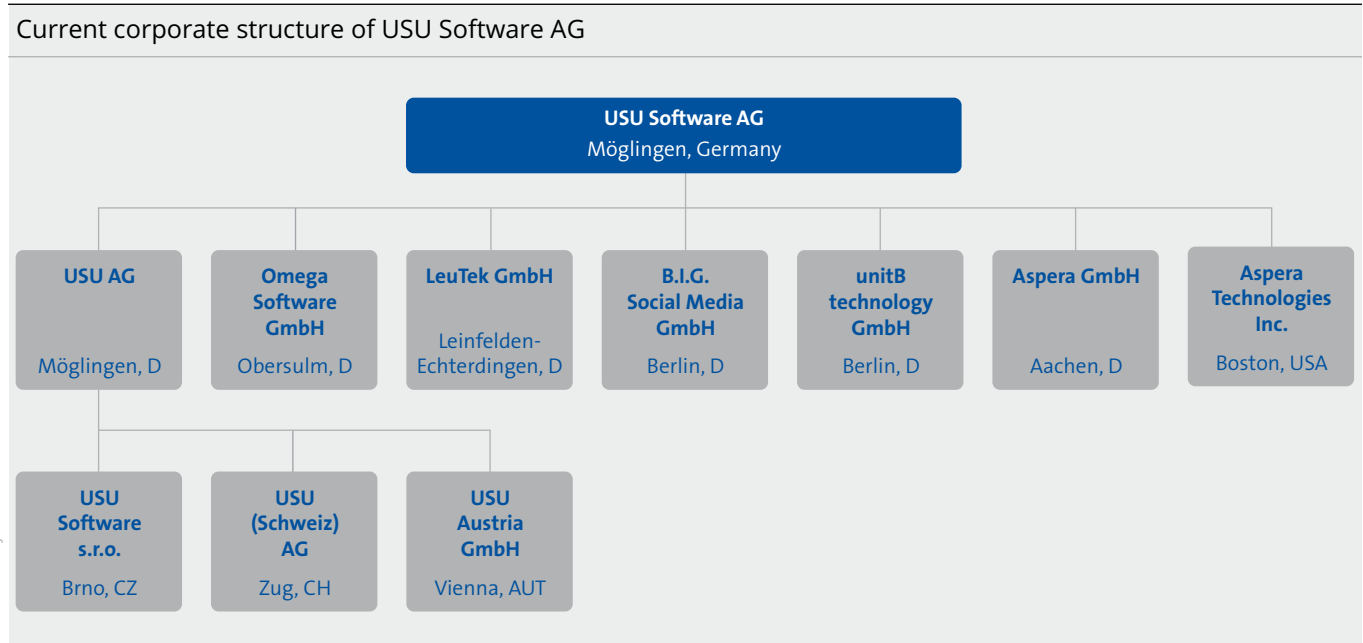 Current corporate structure of USU Software AG
USU Software AG
Möglingen, Germany
USU AG
Möglingen, D
Omega
Software
GmbH
Obersulm, D
LeuTek GmbH
Leinfelden-
Echterdingen, D
B.I.G.
Social Media
GmbH
Berlin, D
unitB
technology
GmbH
Berlin, D
Aspera GmbH
Aachen, D
Aspera
Technologies
Inc.
Boston, USA
USU
Software
s.r.o.
Brno, CZ
USU
(Schweiz)
AG
Zug, CH
USU
Austria
GmbH
Vienna, AUT